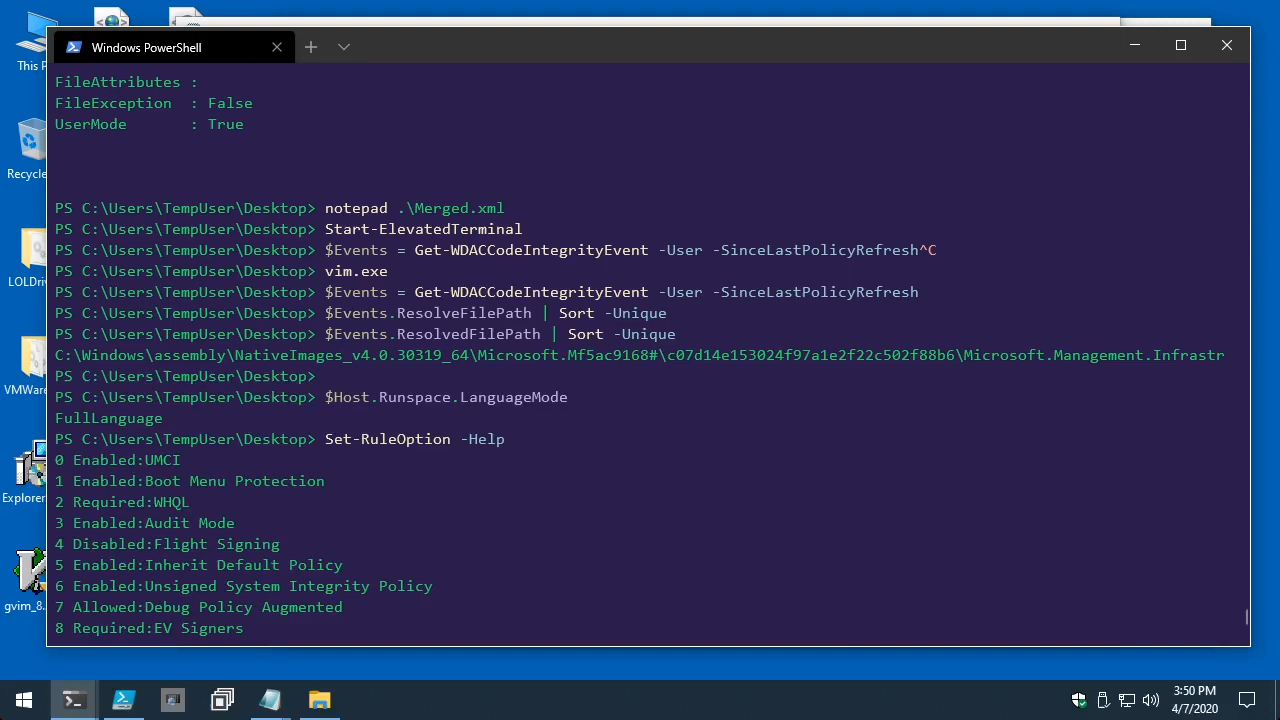 This P
Recycle
LOLDriv
VMWare
Explorer
gvim_8.
Windows PowerShell
FileAttributes :
FileException  : False
UserMode       : True
PS C:\Users\TempUser\Desktop> notepad .\Merged.xml
PS C:\Users\TempUser\Desktop> Start-ElevatedTerminal
PS C:\Users\TempUser\Desktop> $Events = Get-WDACCodeIntegrityEvent -User -SinceLastPolicyRefresh^C
PS C:\Users\TempUser\Desktop> vim.exe
PS C:\Users\TempUser\Desktop> $Events = Get-WDACCodeIntegrityEvent -User -SinceLastPolicyRefresh
PS C:\Users\TempUser\Desktop> $Events.ResolveFilePath | Sort -Unique
PS C:\Users\TempUser\Desktop> $Events.ResolvedFilePath | Sort -Unique
C:\Windows\assembly\NativeImages_v4.0.30319_64\Microsoft.Mf5ac9168#\c07d14e153024f97a1e2f22c502f88b6\Microsoft.Management.Infrastr
PS C:\Users\TempUser\Desktop>
PS C:\Users\TempUser\Desktop> $Host.Runspace.LanguageMode
FullLanguage
PS C:\Users\TempUser\Desktop> Set-RuleOption -Help
0 Enabled:UMCI
1 Enabled:Boot Menu Protection
2 Required:WHQL
3 Enabled:Audit Mode
4 Disabled:Flight Signing
5 Enabled:Inherit Default Policy
6 Enabled:Unsigned System Integrity Policy
7 Allowed:Debug Policy Augmented
8 Required:EV Signers
3:50 PM
4/7/2020